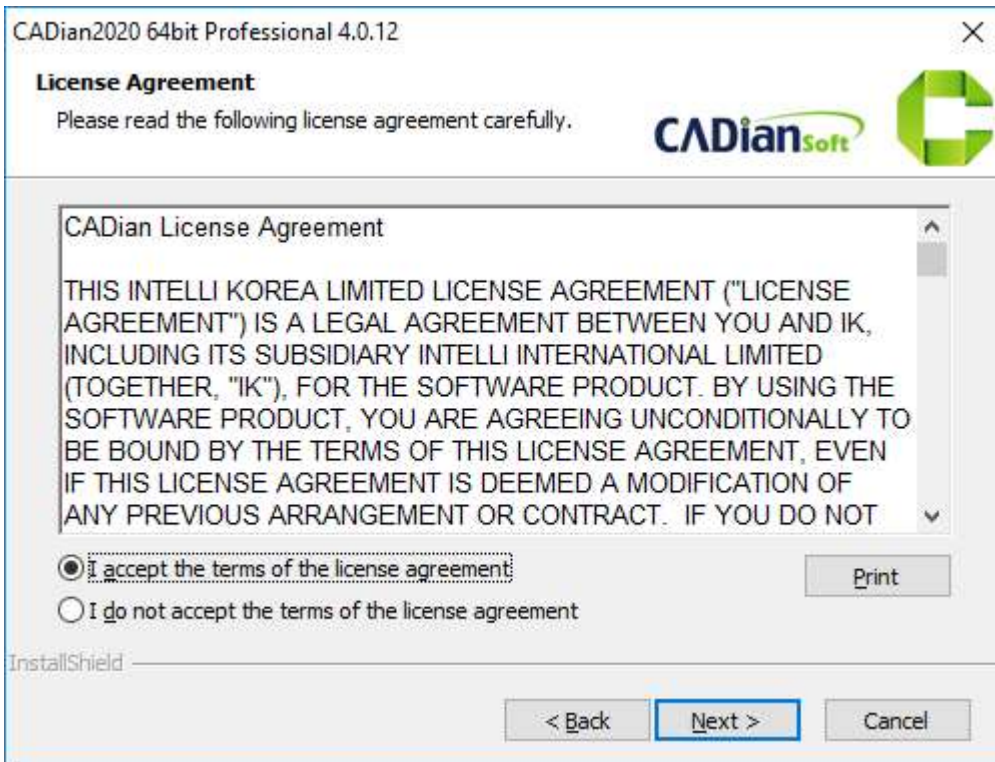 CADian2020 64bit Professional 4.0.12
License Agreement
Please read the following license agreement carefully.
CADianSoft
CADian License Agreement
THIS INTELLI KOREA LIMITED LICENSE AGREEMENT ("LICENSE
AGREEMENT") IS A LEGAL AGREEMENT BETWEEN YOU AND IK,
INCLUDING ITS SUBSIDIARY INTELLI INTERNATIONAL LIMITED
(TOGETHER, "IK"), FOR THE SOFTWARE PRODUCT. BY USING THE
SOFTWARE PRODUCT, YOU ARE AGREEING UNCONDITIONALLY TO
BE BOUND BY THE TERMS OF THIS LICENSE AGREEMENT, EVEN
IF THIS LICENSE AGREEMENT IS DEEMED A MODIFICATION OF
ANY PREVIOUS ARRANGEMENT OR CONTRACT.  IF YOU DO NOT
I accept the terms of the license agreement
Print
I do not accept the terms of the license agreement
InstallShield
< Back
Next >
Cancel